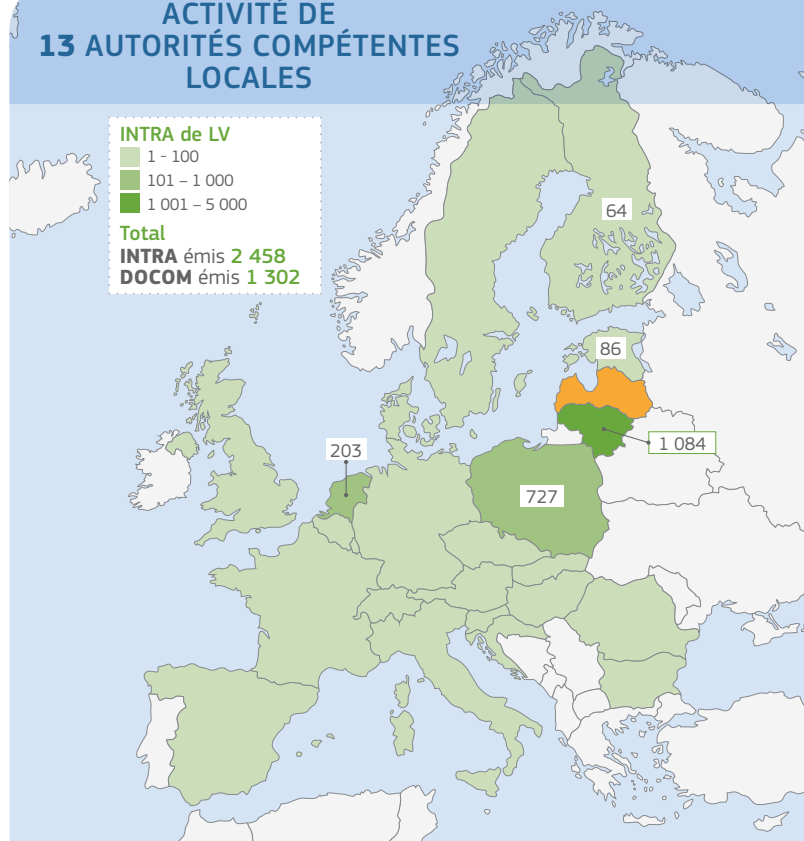 ACTIVITÉ DE
13 AUTORITÉS COMPÉTENTES
LOCALES
INTRA de LV
1 - 100
101 – 1 000
1 001 – 5 000
Total
INTRA émis 2 458
DOCOM émis 1 302
64
86
1 084
203
727